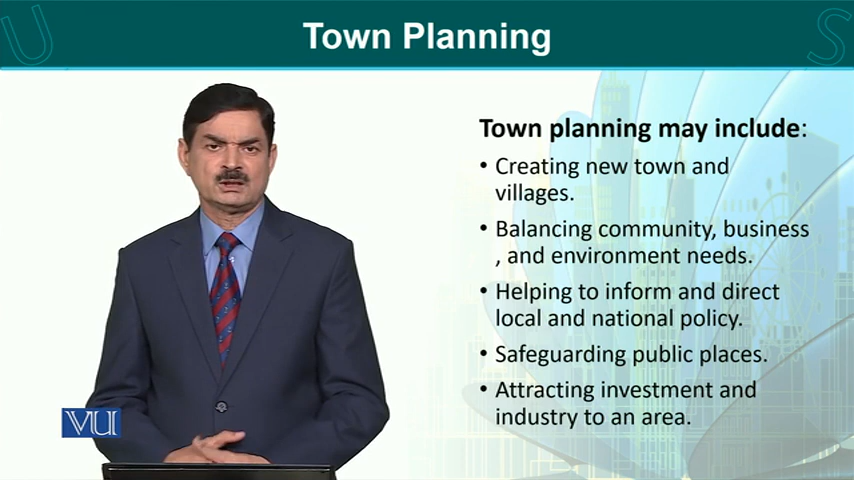 U
S
Town Planning
Town planning may include:
• Creating new town and
villages.
• Balancing community, business
, and environment needs.
• Helping to inform and direct
local and national policy.
• Safeguarding public places.
• Attracting investment and
industry to an area.
VU